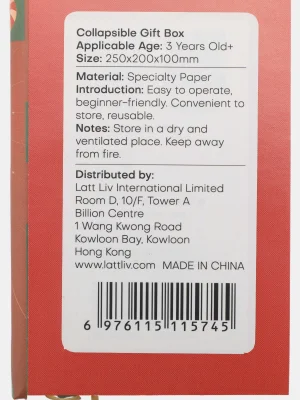 Collapsible Gift Box
Applicable Age: 3 Years Old+
Size: 250x200x100mm
Material: Specialty Paper
Introduction: Easy to operate,
beginner-friendly. Convenient to
store, reusable.
Notes: Store in a dry and
ventilated place. Keep away
from fire.
Distributed by:
Latt Liv International Limited
Room D, 10/F, Tower A
Billion Centre
1 Wang Kwong Road
Kowloon Bay, Kowloon
Hong Kong
www.lattliv.com MADE IN CHINA
6 976115 115745